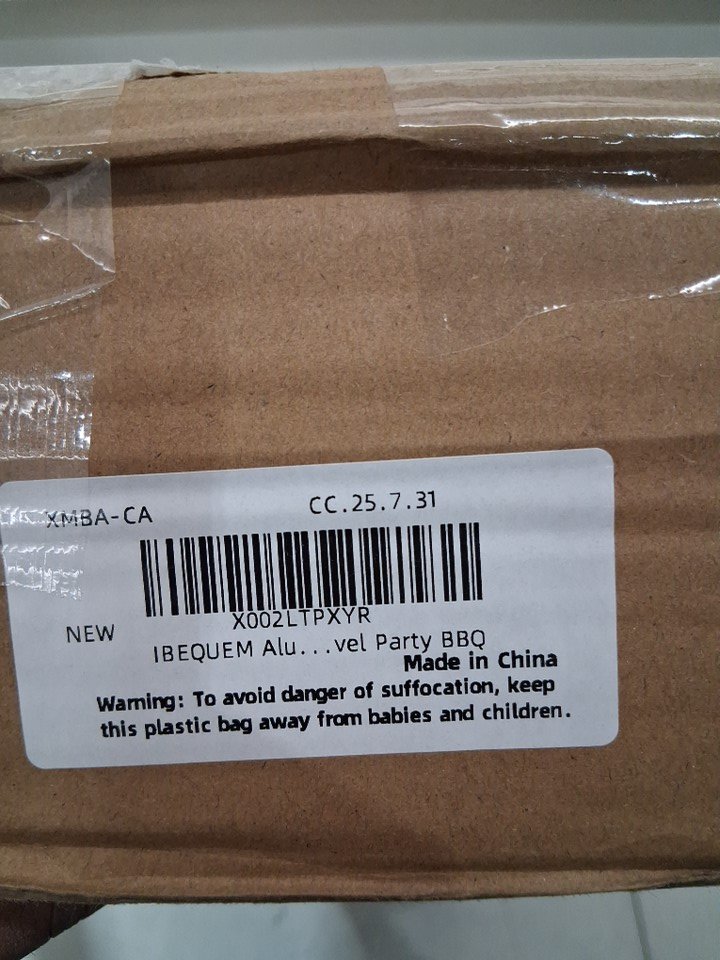 XMBA-CA CC.25.7.31
X002LTPXYR
NEW
IBEQUEM Alu...vel Party BBQ
Made in China
Warning: To avoid danger of suffocation, keep
this plastic bag away from babies and children.